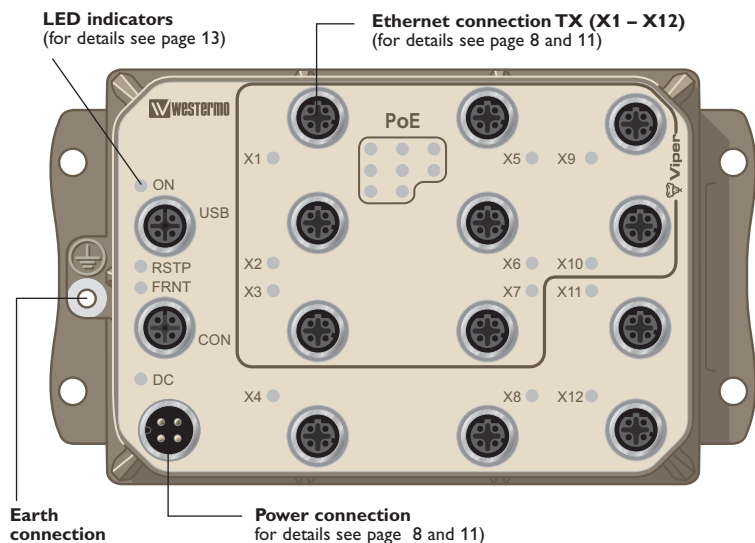 LED indicators
(for details see page 13)
Ethernet connection TX (X1 – X12)
(for details see page 8 and 11)
westermo
PoE
X1
X5
X9
Viper
ON
USB
X2
X6
X10
RSTP
FRNT
X3
X7
X11
CON
DC
X4
X8
X12
Earth
connection
Power connection
for details see page 8 and 11)